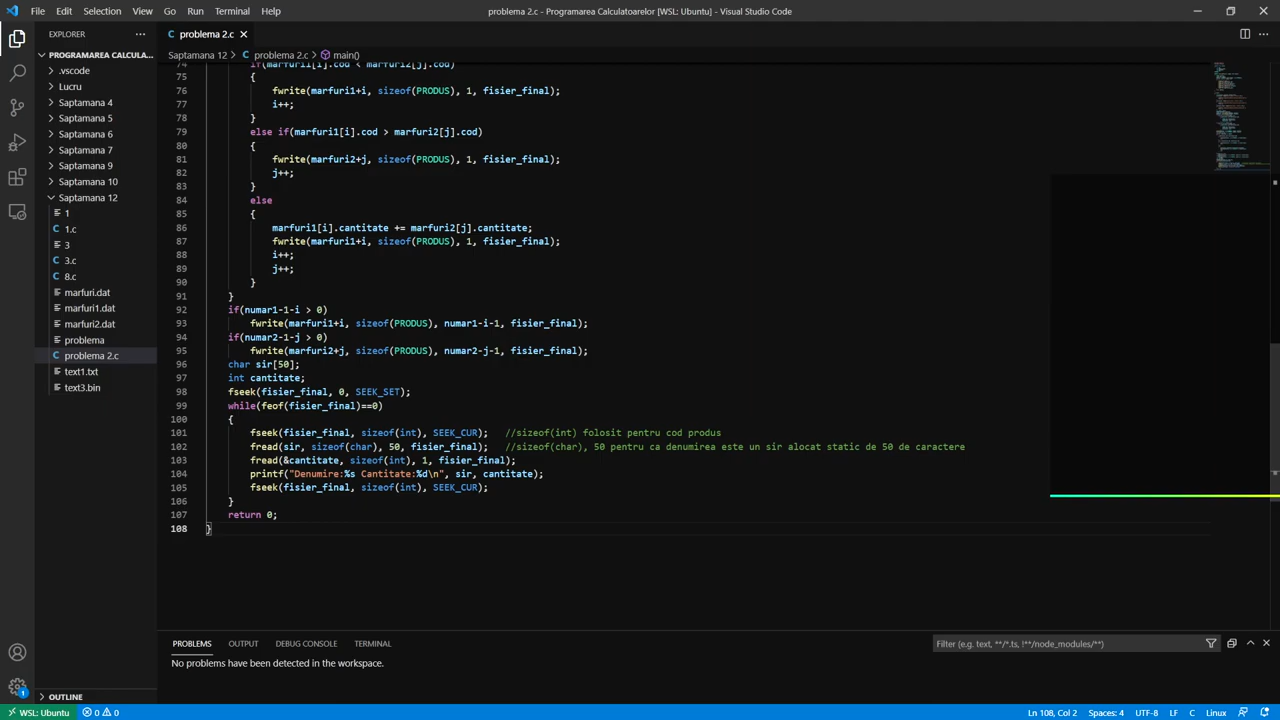 File Edit Selection View Go Run Terminal Help
problema 2.c - Programarea Calculatoarelor [WSL: Ubuntu] - Visual Studio Code
EXPLORER
PROGRAMAREA CALCULA...
.vscode
Lucru
Saptamana 4
Saptamana 5
Saptamana 6
Saptamana 7
Saptamana 9
Saptamana 10
Saptamana 12
1
C 1.c
3
C 3.c
C 8.c
marfuri.dat
marfuri1.dat
marfuri2.dat
problema
C problema 2.c
text1.txt
text3.bin
OUTLINE
C problema 2.c
Saptamana 12 > C problema 2.c > main()
74 if(marfuri1[i].cod < marfuri2[j].cod)
75 {
76 fwrite(marfuri1+i, sizeof(PRODUS), 1, fisier_final);
77 i++;
78 }
79 else if(marfuri1[i].cod > marfuri2[j].cod)
80 {
81 fwrite(marfuri2+j, sizeof(PRODUS), 1, fisier_final);
82 j++;
83 }
84 else
85 {
86 marfuri1[i].cantitate += marfuri2[j].cantitate;
87 fwrite(marfuri1+i, sizeof(PRODUS), 1, fisier_final);
88 i++;
89 j++;
90 }
91 }
92 if(numar1-1-i > 0)
93 fwrite(marfuri1+i, sizeof(PRODUS), numar1-i-1, fisier_final);
94 if(numar2-1-j > 0)
95 fwrite(marfuri2+j, sizeof(PRODUS), numar2-j-1, fisier_final);
96 char sir[50];
97 int cantitate;
98 fseek(fisier_final, 0, SEEK_SET);
99 while(feof(fisier_final)==0)
100 {
101 fseek(fisier_final, sizeof(int), SEEK_CUR); //sizeof(int) folosit pentru cod produs
102 fread(sir, sizeof(char), 50, fisier_final); //sizeof(char), 50 pentru ca denumirea este un sir alocat static de 50 de caractere
103 fread(&cantitate, sizeof(int), 1, fisier_final);
104 printf("Denumire:%s Cantitate:%d\n", sir, cantitate);
105 fseek(fisier_final, sizeof(int), SEEK_CUR);
106 }
107 return 0;
108 }
PROBLEMS OUTPUT DEBUG CONSOLE TERMINAL
Filter (e.g. text, **/*.ts, !**/node_modules/**)
No problems have been detected in the workspace.
1
WSL: Ubuntu 0 0
Ln 108, Col 2 Spaces: 4 UTF-8 LF C Linux